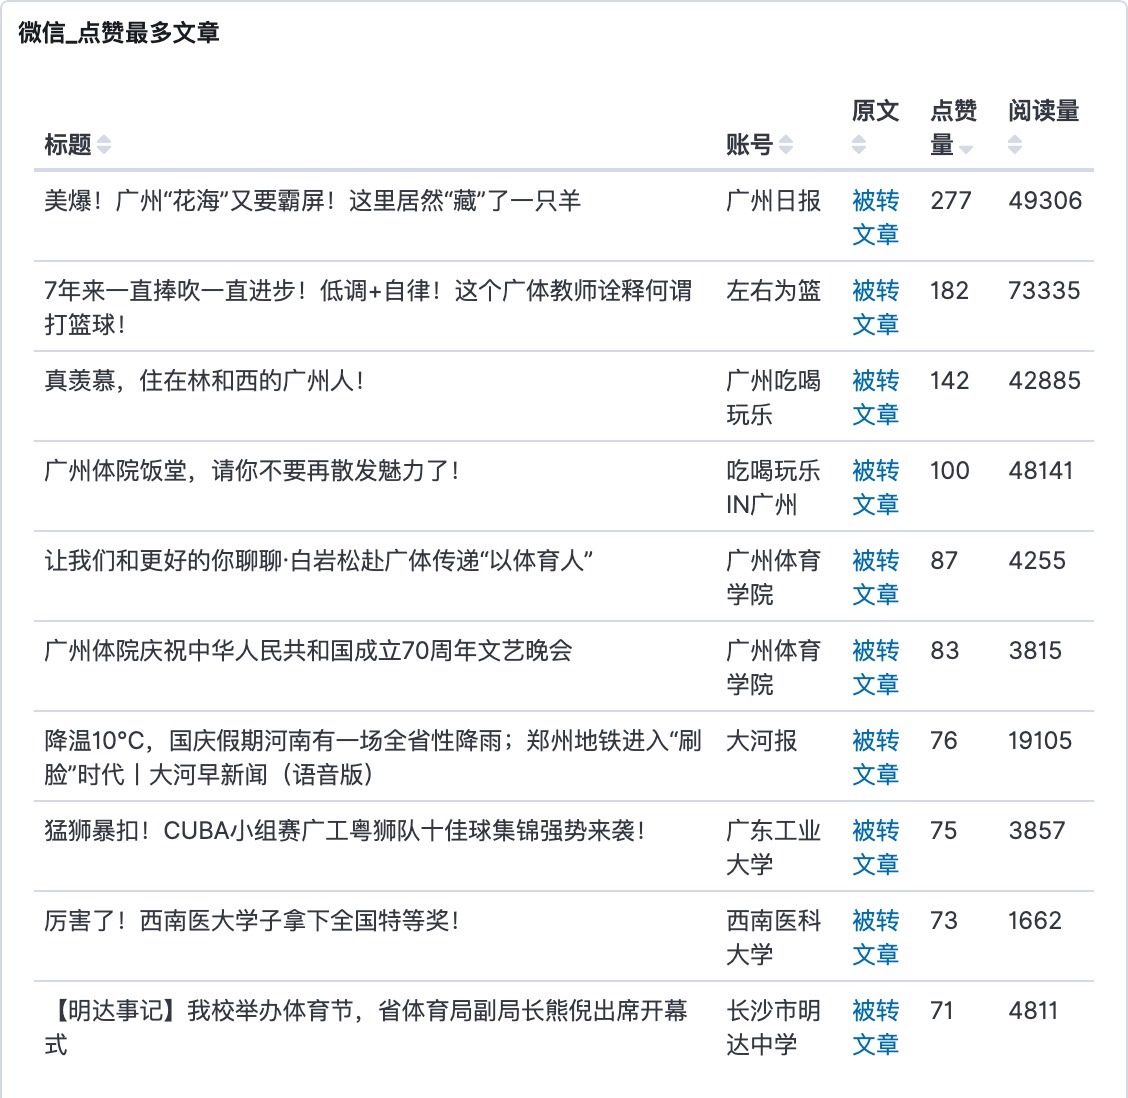 微信_点赞最多文章
标题 账号 原文 点赞量 阅读量
美爆！广州“花海”又要霸屏！这里居然“藏”了一只羊 广州日报 被转 277 49306
文章
7年来一直捧吹一直进步！低调+自律！这个广体教师诠释何谓 左右为篮 被转 182 73335
打篮球！ 文章
真羡慕，住在林和西的广州人！ 广州吃喝 被转 142 42885
玩乐 文章
广州体院饭堂，请你不要再散发魅力了！ 吃喝玩乐 被转 100 48141
IN广州 文章
让我们和更好的你聊聊·白岩松赴广体传递“以体育人” 广州体育 被转 87 4255
学院 文章
广州体院庆祝中华人民共和国成立70周年文艺晚会 广州体育 被转 83 3815
学院 文章
降温10°C，国庆假期河南有一场全省性降雨；郑州地铁进入“刷 大河报 被转 76 19105
脸”时代丨大河早新闻（语音版） 文章
猛狮暴扣！CUBA小组赛广工粤狮队十佳球集锦强势来袭！ 广东工业 被转 75 3857
大学 文章
厉害了！西南医大学子拿下全国特等奖！ 西南医科 被转 73 1662
大学 文章
【明达事记】我校举办体育节，省体育局副局长熊倪出席开幕 长沙市明 被转 71 4811
式 达中学 文章